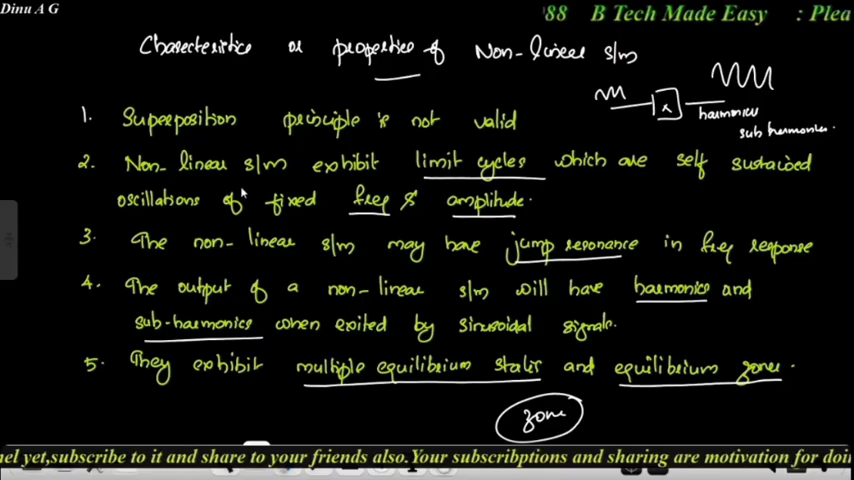 Dinu A G
88 B Tech Made Easy : Plea
Charecteristics or properties of Non-linear s/m
harmonics
sub harmonics.
1. Superposition principle is not valid
2. Non-linear s/m exhibit limit cycles which are self sustained
oscillations of fixed freq & amplitude.
3. The non-linear s/m may have jump resonance in freq response
4. The output of a non-linear s/m will have harmonics and
sub-harmonics when exited by sinusoidal signals.
5. They exhibit multiple equilibrium states and equilibrium zones.
zone
nel yet,subscribe to it and share to your friends also.Your subscribptions and sharing are motivation for doi